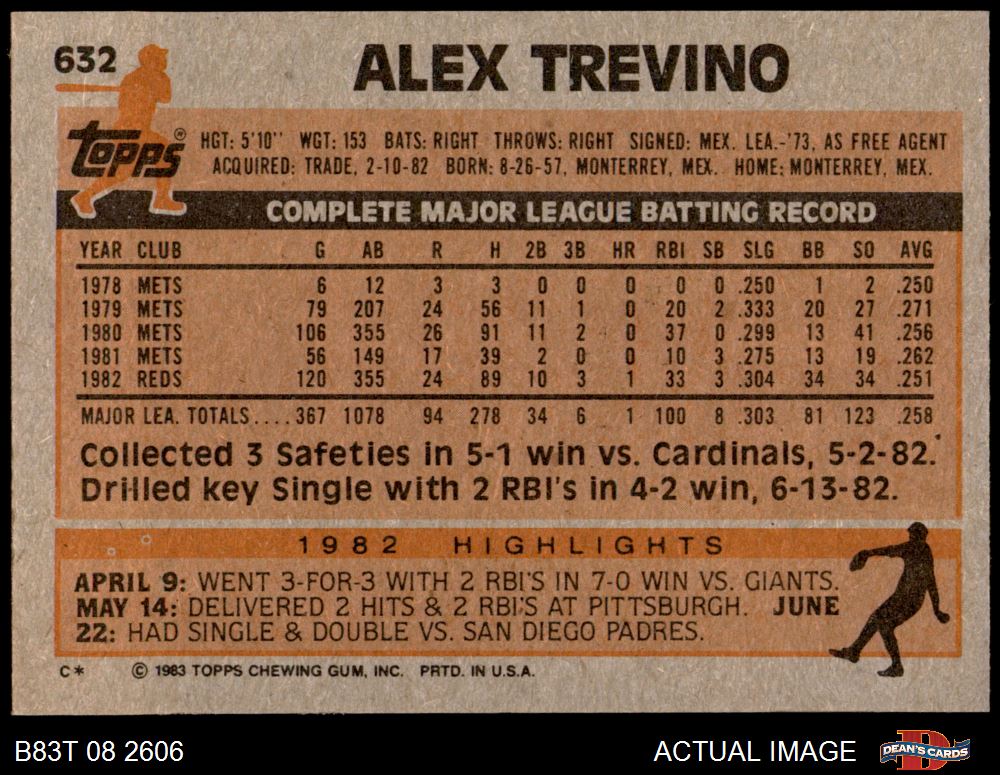 632
ALEX TREVINO
Topps®
HGT: 5'10" WGT: 153 BATS: RIGHT THROWS: RIGHT SIGNED: MEX. LEA.-'73, AS FREE AGENT
ACQUIRED: TRADE, 2-10-82 BORN: 8-26-57, MONTERREY, MEX. HOME: MONTERREY, MEX.
COMPLETE MAJOR LEAGUE BATTING RECORD
YEAR CLUB G AB R H 2B 3B HR RBI SB SLG BB SO AVG
1978 METS 6 12 3 3 0 0 0 0 0 .250 1 2 .250
1979 METS 79 207 24 56 11 1 0 20 2 .333 20 27 .271
1980 METS 106 355 26 91 11 2 0 37 0 .299 13 41 .256
1981 METS 56 149 17 39 2 0 0 10 3 .275 13 19 .262
1982 REDS 120 355 24 89 10 3 1 33 3 .304 34 34 .251
MAJOR LEA. TOTALS....367 1078 94 278 34 6 1 100 8 .303 81 123 .258
Collected 3 Safeties in 5-1 win vs. Cardinals, 5-2-82.
Drilled key Single with 2 RBI's in 4-2 win, 6-13-82.
1982 HIGHLIGHTS
APRIL 9: WENT 3-FOR-3 WITH 2 RBI'S IN 7-0 WIN VS. GIANTS.
MAY 14: DELIVERED 2 HITS & 2 RBI'S AT PITTSBURGH. JUNE
22: HAD SINGLE & DOUBLE VS. SAN DIEGO PADRES.
C* © 1983 TOPPS CHEWING GUM, INC. PRTD. IN U.S.A.
B83T 08 2606 ACTUAL IMAGE DEAN'S CARDS